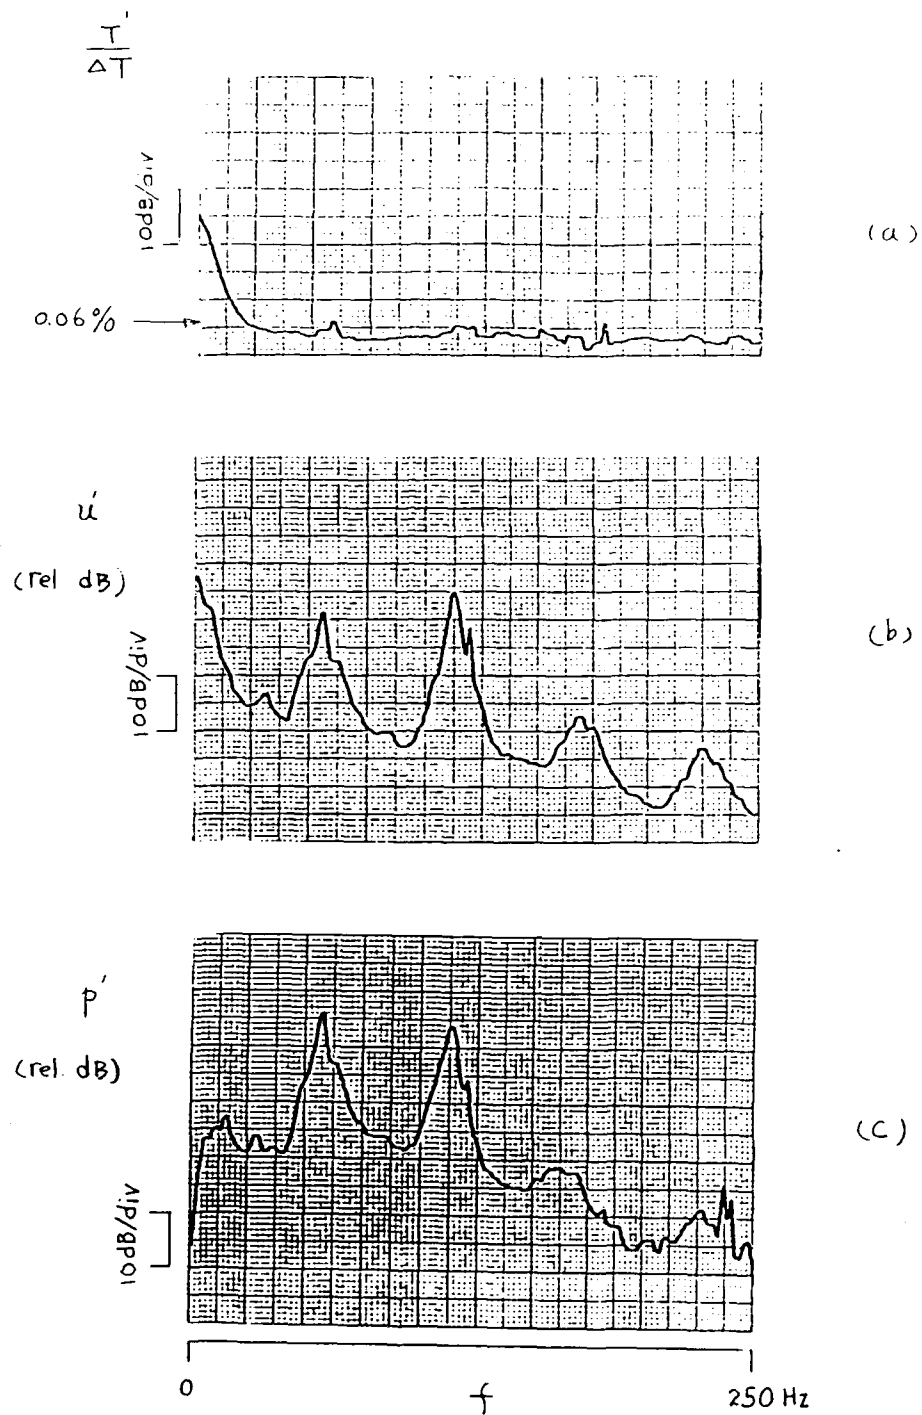 T'
ΔT
10dB/div
(a)
0.06%
u'
(rel dB)
10dB/div
(b)
p'
(rel. dB)
10dB/div
(c)
0 f 250 Hz